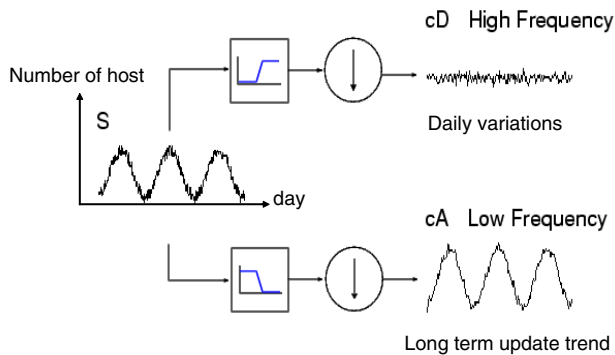 cD High Frequency
Number of host
S
Daily variations
day
cA Low Frequency
Long term update trend